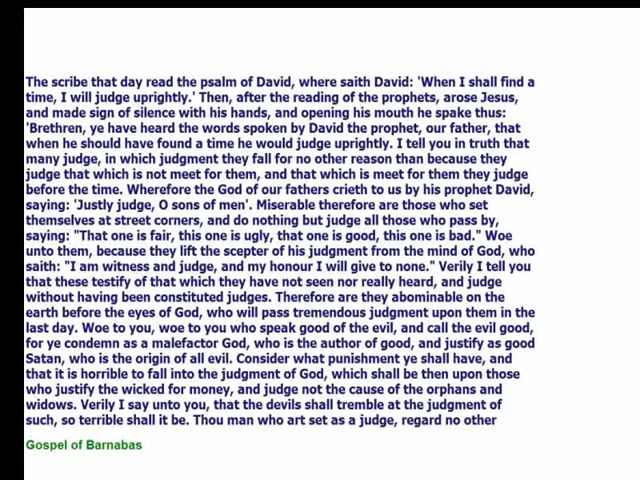 The scribe that day read the psalm of David, where saith David: 'When I shall find a
time, I will judge uprightly.' Then, after the reading of the prophets, arose Jesus,
and made sign of silence with his hands, and opening his mouth he spake thus:
'Brethren, ye have heard the words spoken by David the prophet, our father, that
when he should have found a time he would judge uprightly. I tell you in truth that
many judge, in which judgment they fall for no other reason than because they
judge that which is not meet for them, and that which is meet for them they judge
before the time. Wherefore the God of our fathers crieth to us by his prophet David,
saying: 'Justly judge, O sons of men'. Miserable therefore are those who set
themselves at street corners, and do nothing but judge all those who pass by,
saying: "That one is fair, this one is ugly, that one is good, this one is bad." Woe
unto them, because they lift the scepter of his judgment from the mind of God, who
saith: "I am witness and judge, and my honour I will give to none." Verily I tell you
that these testify of that which they have not seen nor really heard, and judge
without having been constituted judges. Therefore are they abominable on the
earth before the eyes of God, who will pass tremendous judgment upon them in the
last day. Woe to you, woe to you who speak good of the evil, and call the evil good,
for ye condemn as a malefactor God, who is the author of good, and justify as good
Satan, who is the origin of all evil. Consider what punishment ye shall have, and
that it is horrible to fall into the judgment of God, which shall be then upon those
who justify the wicked for money, and judge not the cause of the orphans and
widows. Verily I say unto you, that the devils shall tremble at the judgment of
such, so terrible shall it be. Thou man who art set as a judge, regard no other
Gospel of Barnabas